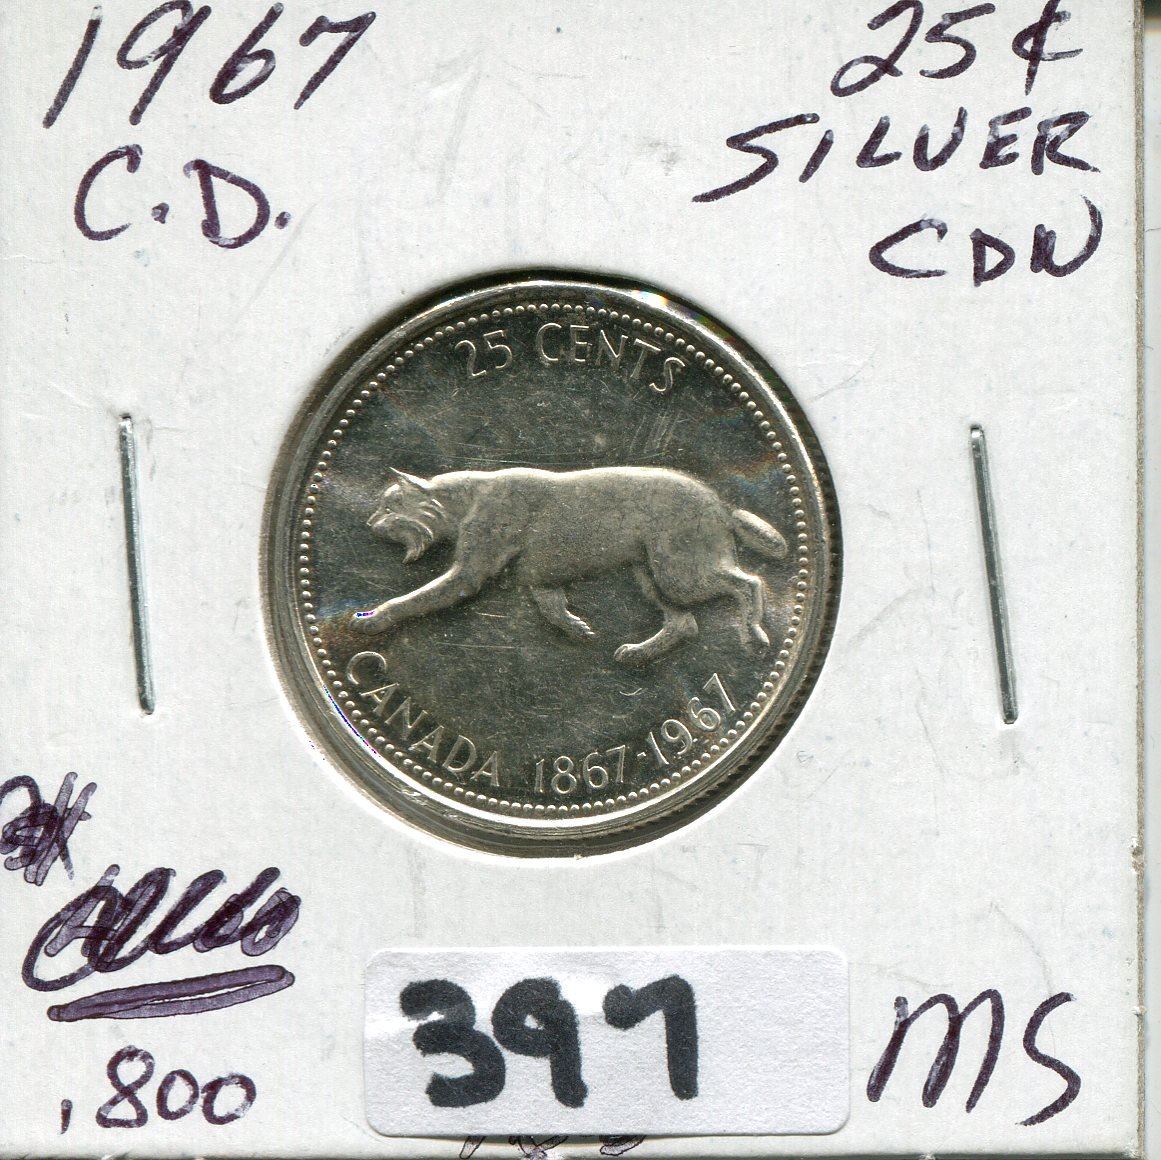 1967
25¢
C.D.
SILVER
CDN
25 CENTS
CANADA 1867-1967
.800
397
MS